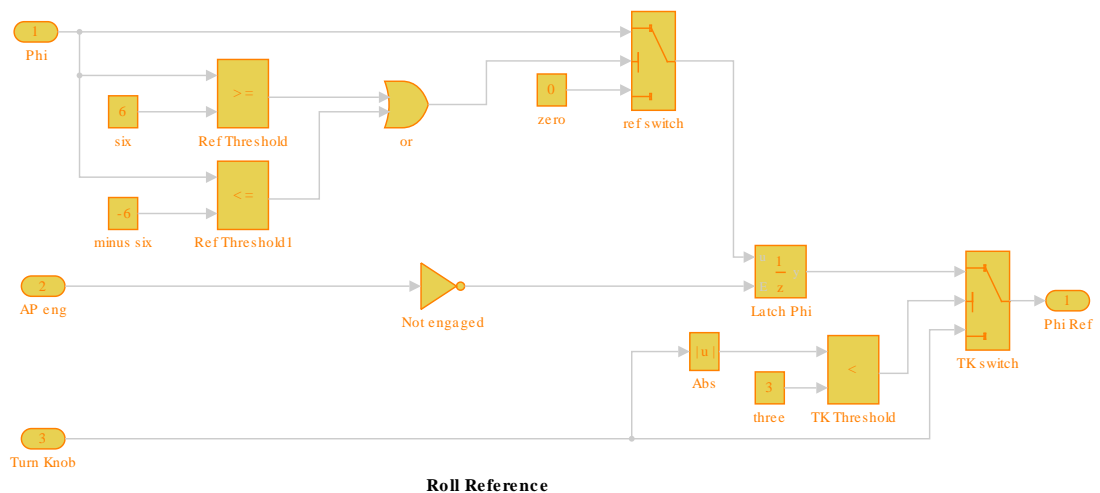 1
Phi
>=
6
six
Ref Threshold
or
0
zero
ref switch
<=
-6
minus six
Ref Threshold1
2
AP eng
Not engaged
1
z
Latch Phi
TK switch
1
Phi Ref
|u|
Abs
3
three
<
TK Threshold
3
Turn Knob
Roll Reference